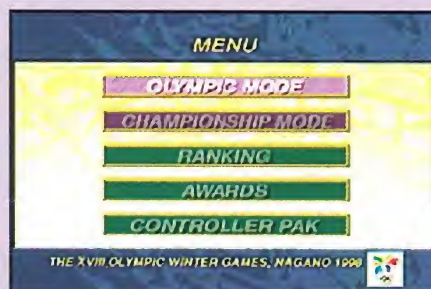 MENU
OLYMPIC MODE
CHAMPIONSHIP MODE
RANKING
AWARDS
CONTROLLER PAK
THE XVIII OLYMPIC WINTER GAMES, NAGANO 1998